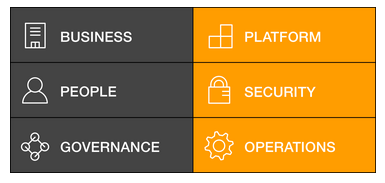 BUSINESS
PLATFORM
PEOPLE
SECURITY
GOVERNANCE
OPERATIONS